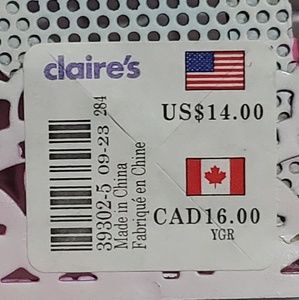 claire's
US$14.00
CAD16.00
YGR
39302-5 09-23 284
Made in China
Fabriqué en Chine